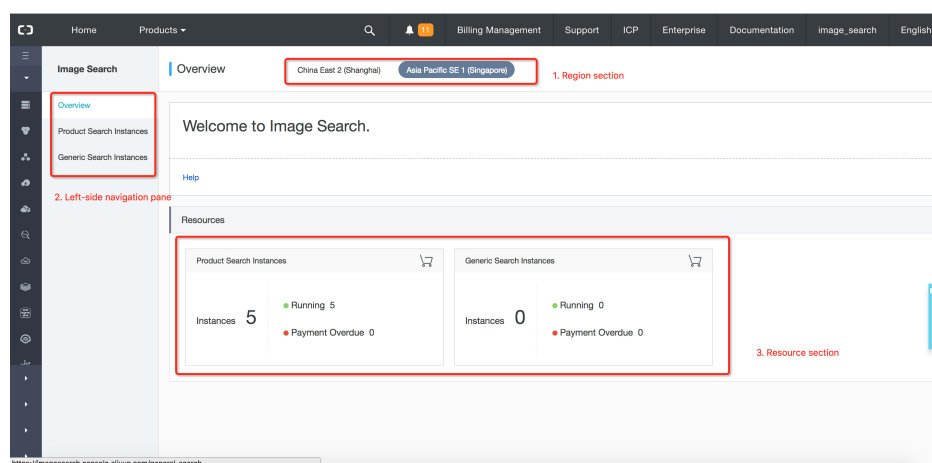 Home Products 11 Billing Management Support ICP Enterprise Documentation image_search English
Image Search
Overview China East 2 (Shanghai) Asia Pacific SE 1 (Singapore) 1. Region section
Overview
Product Search Instances
Generic Search Instances
2. Left-side navigation pane
Welcome to Image Search.
Help
Resources
Product Search Instances Generic Search Instances
Instances 5 Running 5 Instances 0 Running 0
Payment Overdue 0 Payment Overdue 0
3. Resource section